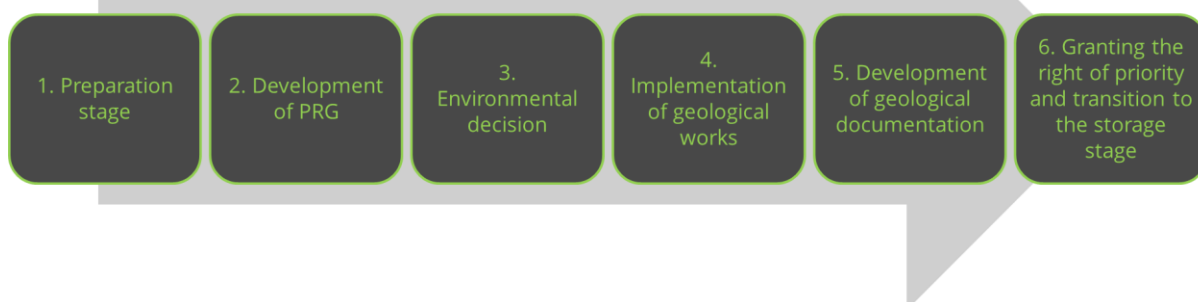 1. Preparation
stage
2. Development
of PRG
3.
Environmental
decision
4.
Implementation
of geological
works
5. Development
of geological
documentation
6. Granting the
right of priority
and transition to
the storage
stage